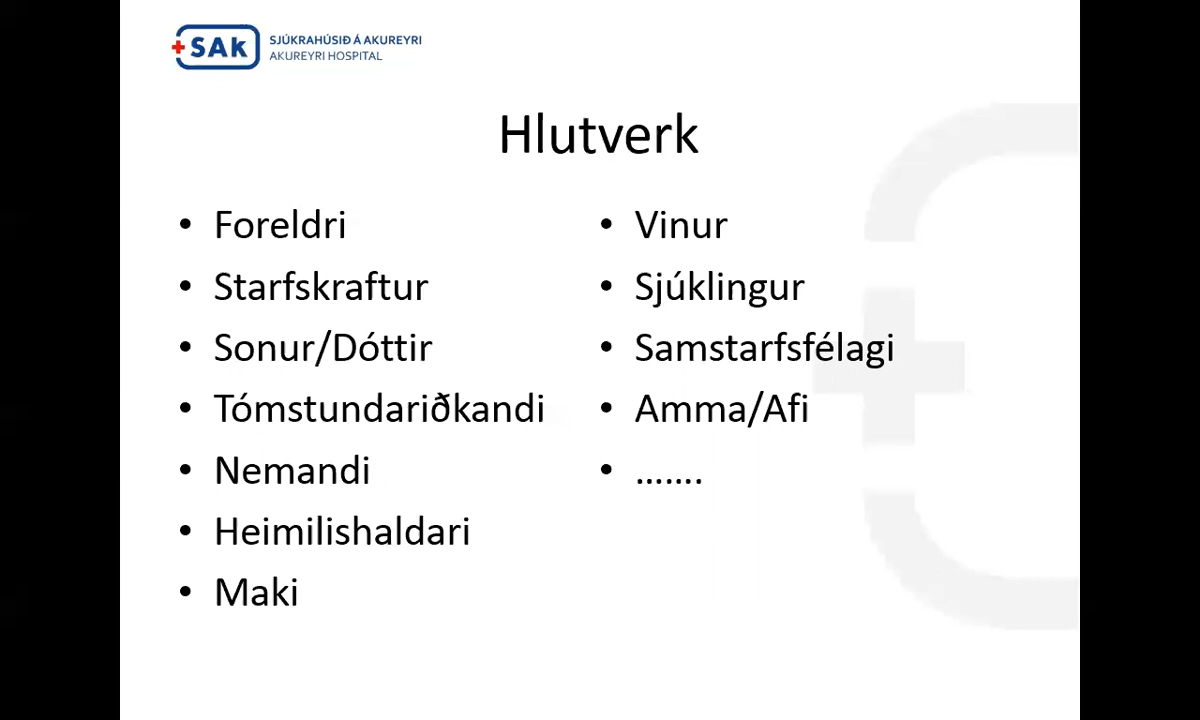 SAk
SJÚKRAHÚSIÐ Á AKUREYRI
AKUREYRI HOSPITAL
Hlutverk
• Foreldri
• Starfskraftur
• Sonur/Dóttir
• Tómstundariðkandi
• Nemandi
• Heimilishaldari
• Maki
• Vinur
• Sjúklingur
• Samstarfsfélagi
• Amma/Afi
• …….